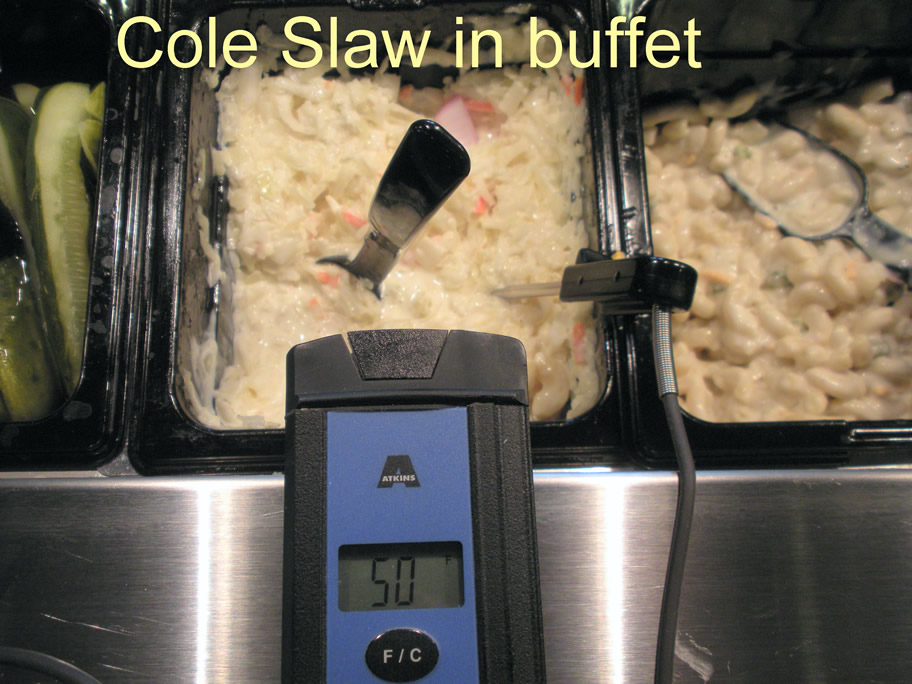 Cole Slaw in buffet
ATKINS
50 F
F / C